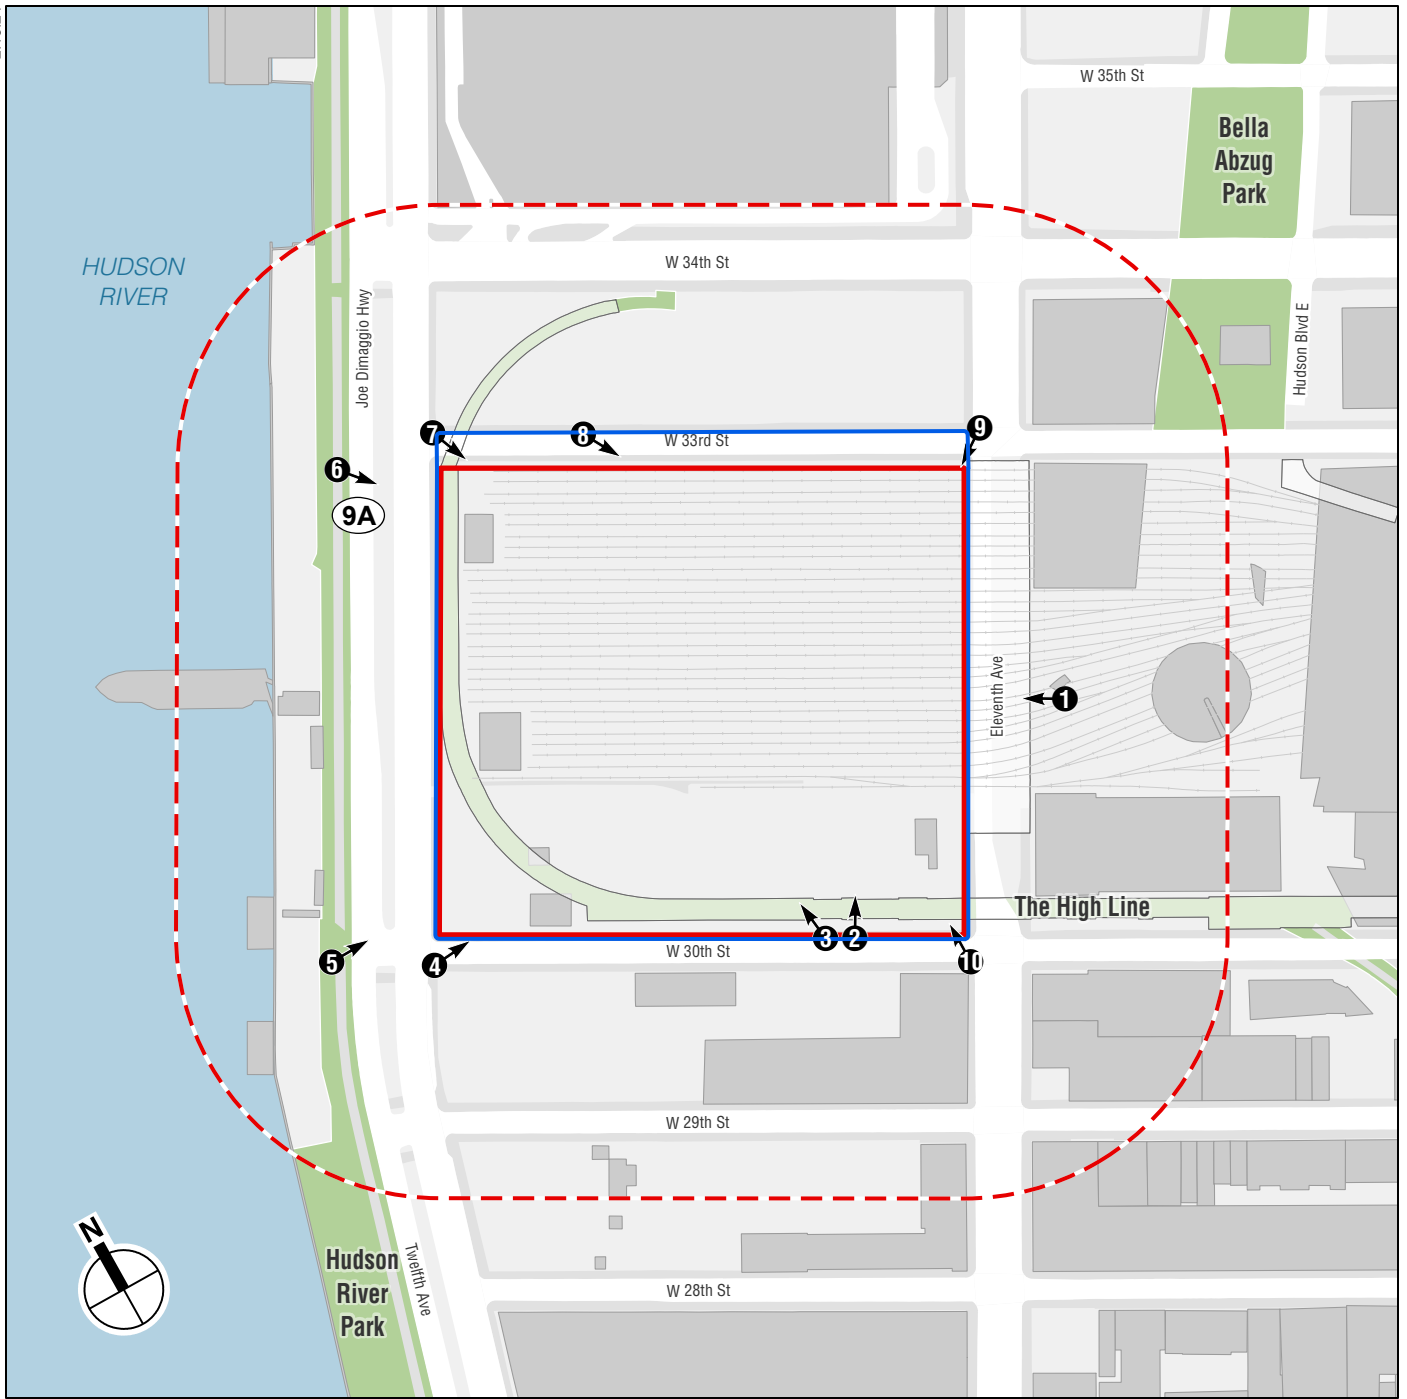 W 35th St
Bella
Abzug
Park
HUDSON
RIVER
W 34th St
Joe Dimaggio Hwy
Hudson Blvd E
7
8
W 33rd St
9
6
9A
Eleventh Ave
1
The High Line
3
2
5
4
W 30th St
10
W 29th St
N
Hudson
River
Park
Twelfth Ave
W 28th St